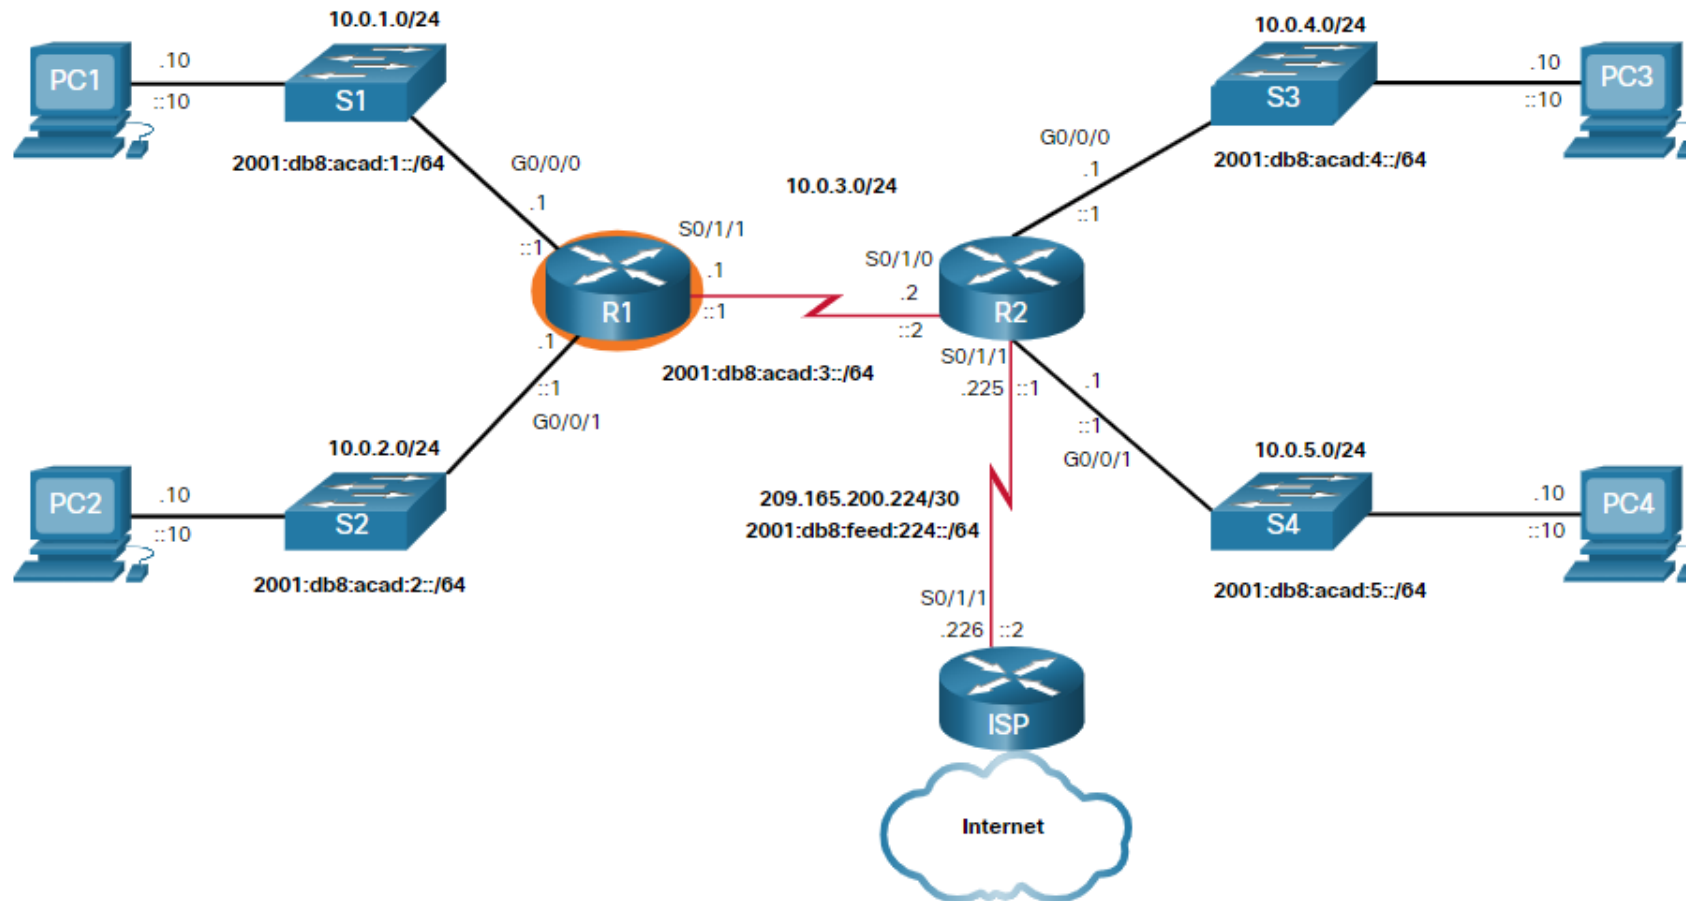 10.0.1.0/24
PC1
.10
::10
S1
2001:db8:acad:1::/64
G0/0/0
.1
::1
10.0.3.0/24
S0/1/1
.1
::1
R1
.1
::1
G0/0/1
2001:db8:acad:3::/64
10.0.2.0/24
PC2
.10
::10
S2
2001:db8:acad:2::/64
10.0.4.0/24
S3
.10
::10
PC3
2001:db8:acad:4::/64
G0/0/0
.1
::1
S0/1/0
.2
::2
R2
S0/1/1
.225
::1
.1
::1
G0/0/1
10.0.5.0/24
S4
.10
::10
PC4
2001:db8:acad:5::/64
209.165.200.224/30
2001:db8:feed:224::/64
S0/1/1
.226
::2
ISP
Internet